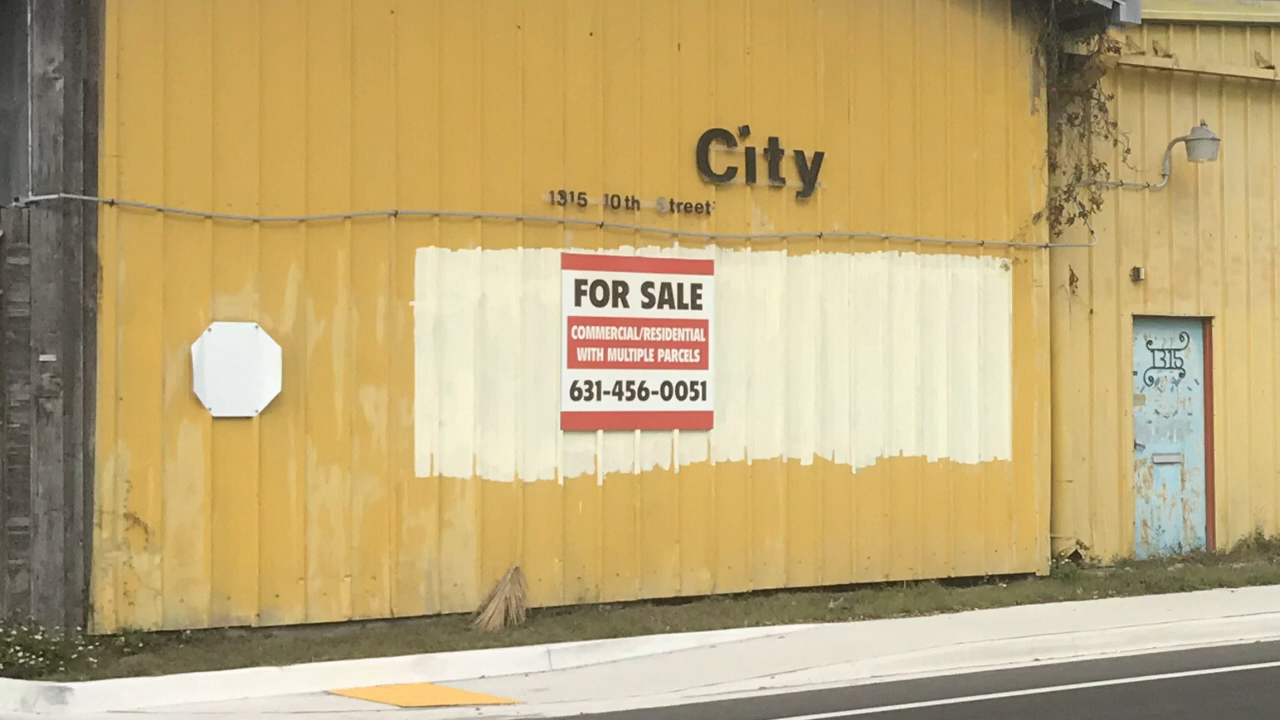 City
1315 10th Street
FOR SALE
COMMERCIAL/RESIDENTIAL
WITH MULTIPLE PARCELS
631-456-0051
1315